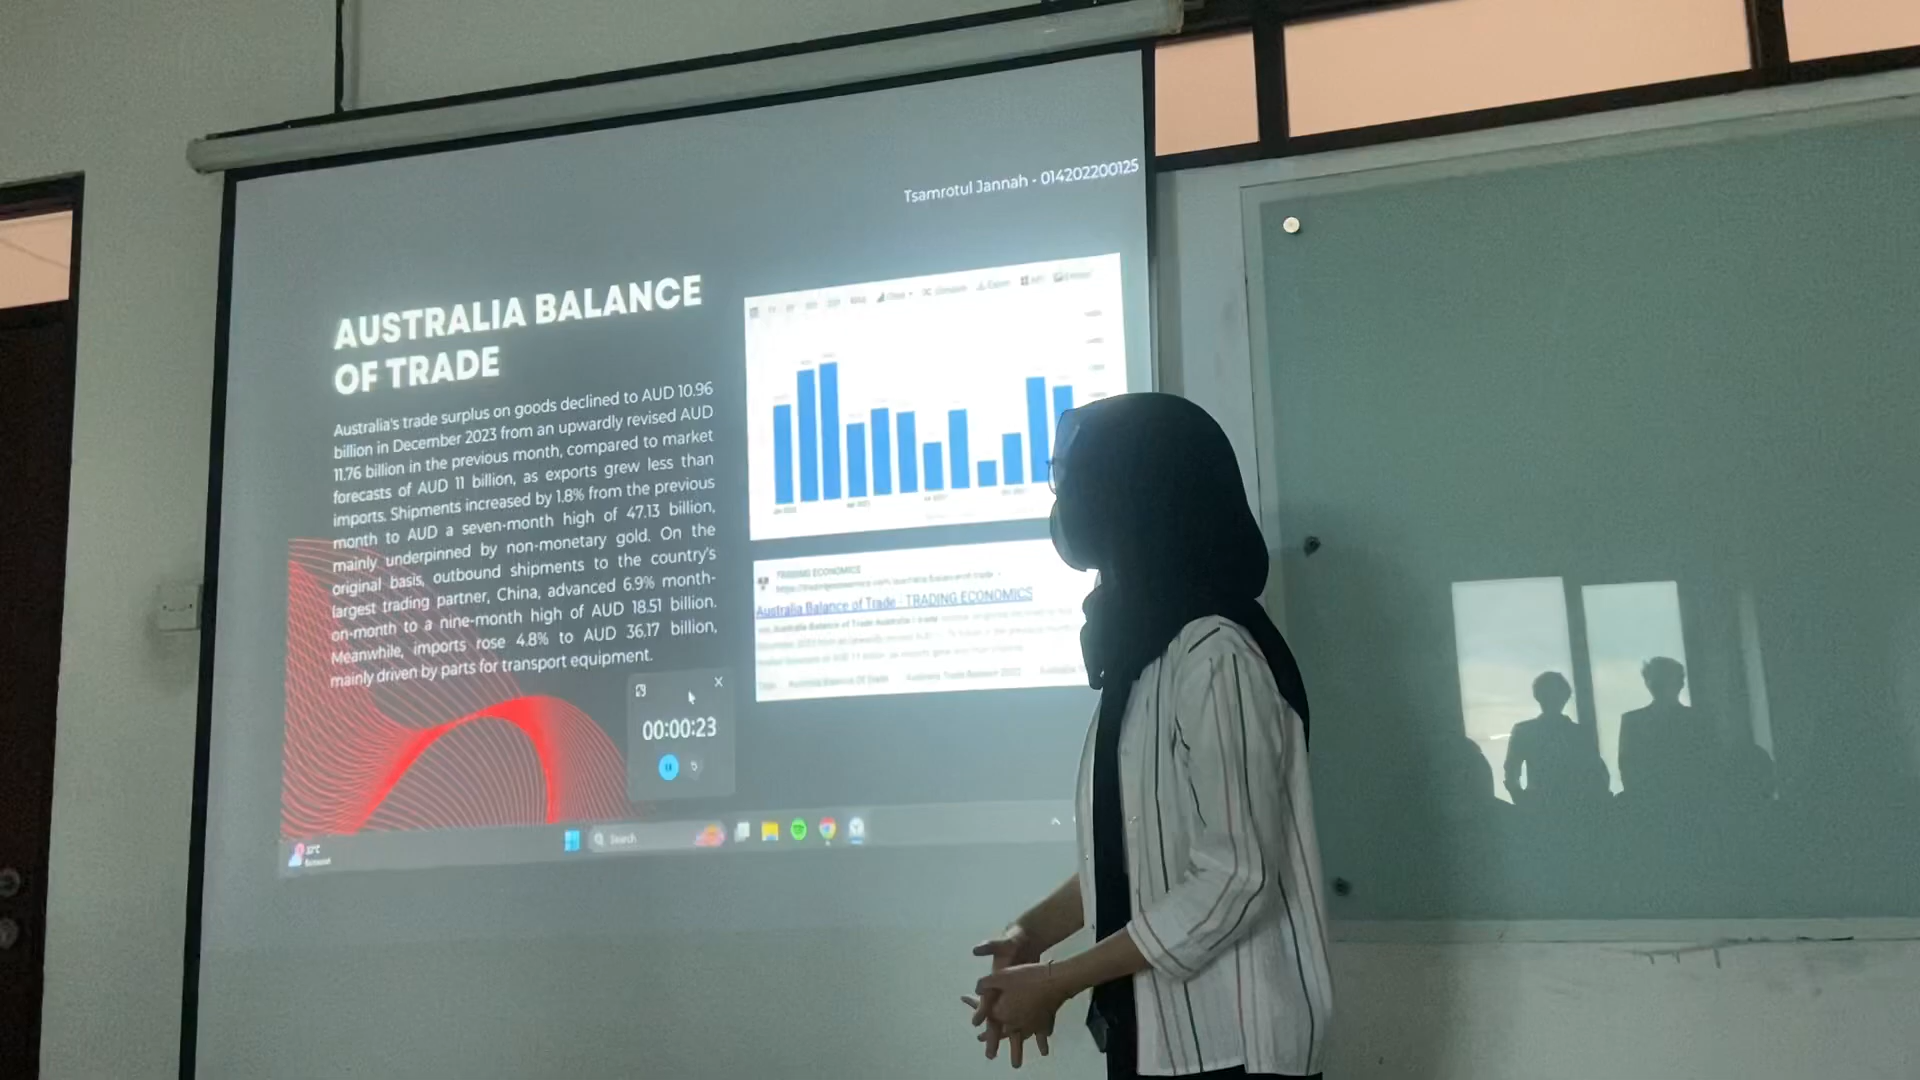 Tsamrotul Jannah - 014202200125
AUSTRALIA BALANCE
OF TRADE
Australia's trade surplus on goods declined to AUD 10.96
billion in December 2023 from an upwardly revised AUD
11.76 billion in the previous month, compared to market
forecasts of AUD 11 billion, as exports grew less than
imports. Shipments increased by 1.8% from the previous
month to AUD a seven-month high of 47.13 billion,
mainly underpinned by non-monetary gold. On the
original basis, outbound shipments to the country's
largest trading partner, China, advanced 6.9% month-
on-month to a nine-month high of AUD 18.51 billion.
Meanwhile, imports rose 4.8% to AUD 36.17 billion,
mainly driven by parts for transport equipment.
Compare Export API
TRADING ECONOMICS
Australia Balance of Trade - TRADING ECONOMICS
00:00:23
Search